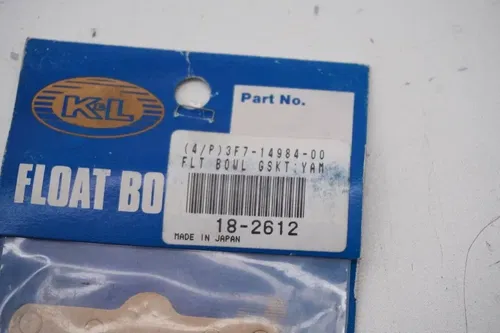 K&L
Part No.
(4/P)3F7-14984-00
FLT BOWL GSKT:YAM
FLOAT BO
18-2612
MADE IN JAPAN